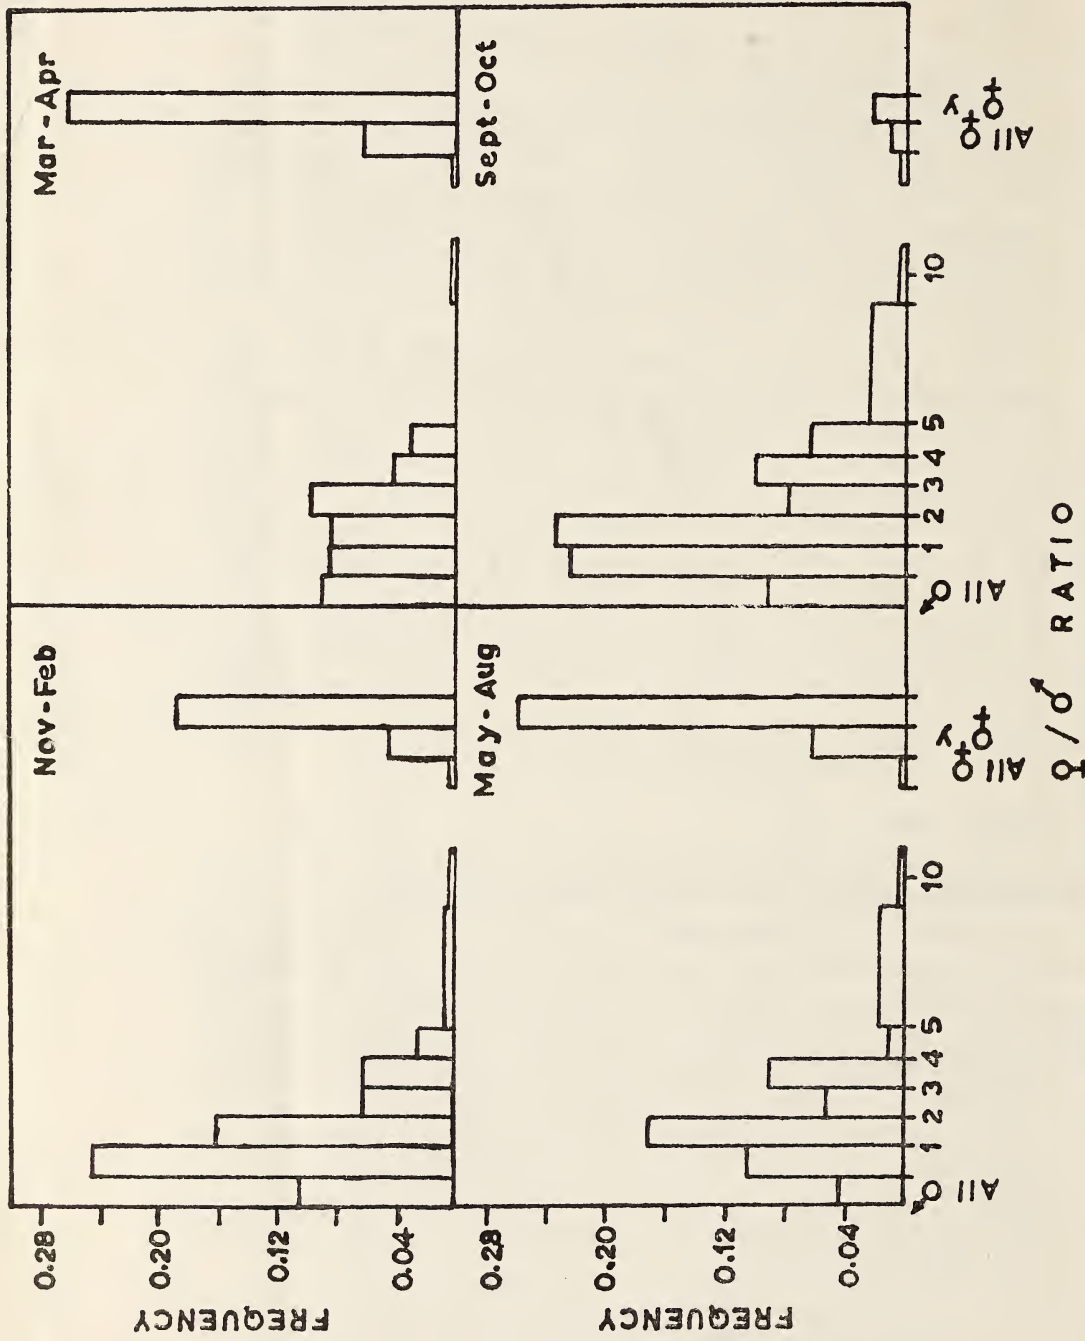 Nov-Feb
Mar-Apr
FREQUENCY
0.28
0.20
0.12
0.04
May-Aug
Sept-Oct
FREQUENCY
0.28
0.20
0.12
0.04
All ♂ 1 2 3 4 5 10 All ♀ ♀y
All ♂ 1 2 3 4 5 10 All ♀ ♀y
♀/♂ RATIO